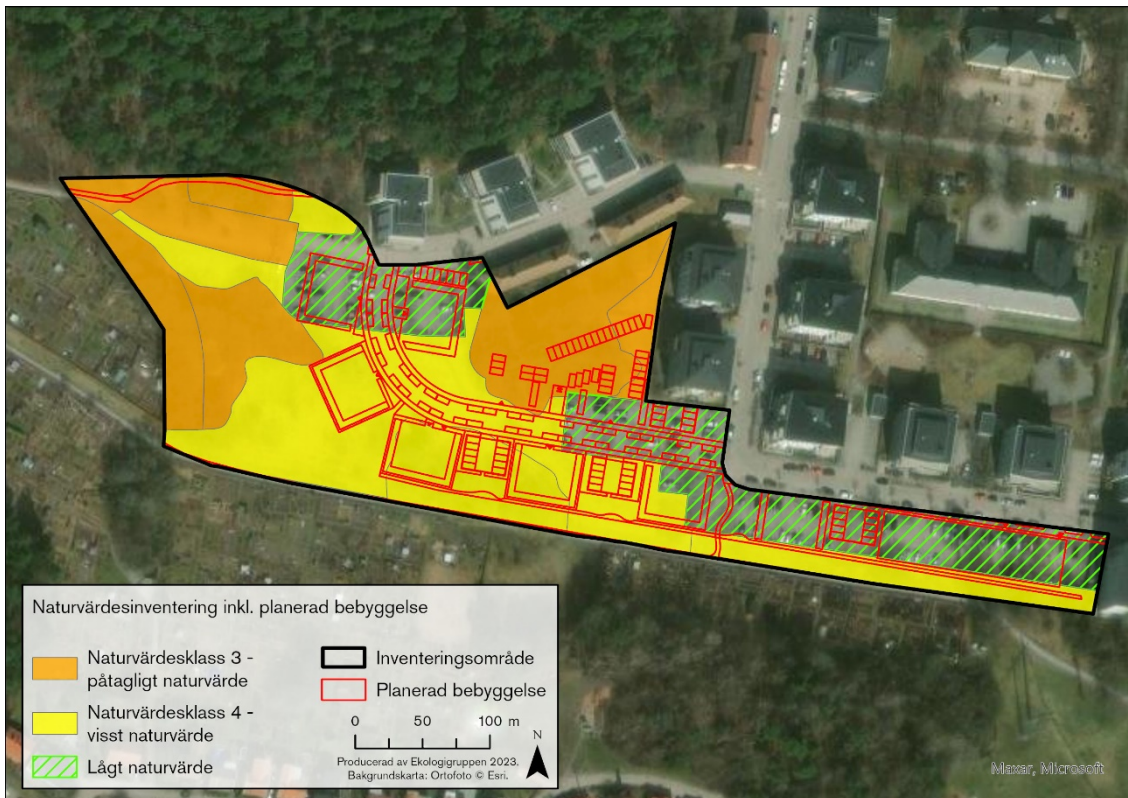 Naturvärdesinventering inkl. planerad bebyggelse
Naturvärdesklass 3 -
påtagligt naturvärde
Naturvärdesklass 4 -
visst naturvärde
Lågt naturvärde
Inventeringsområde
Planerad bebyggelse
0 50 100 m
N
Producerad av Ekologigruppen 2023.
Bakgrundskarta: Ortofoto © Esri.
Maxar, Microsoft